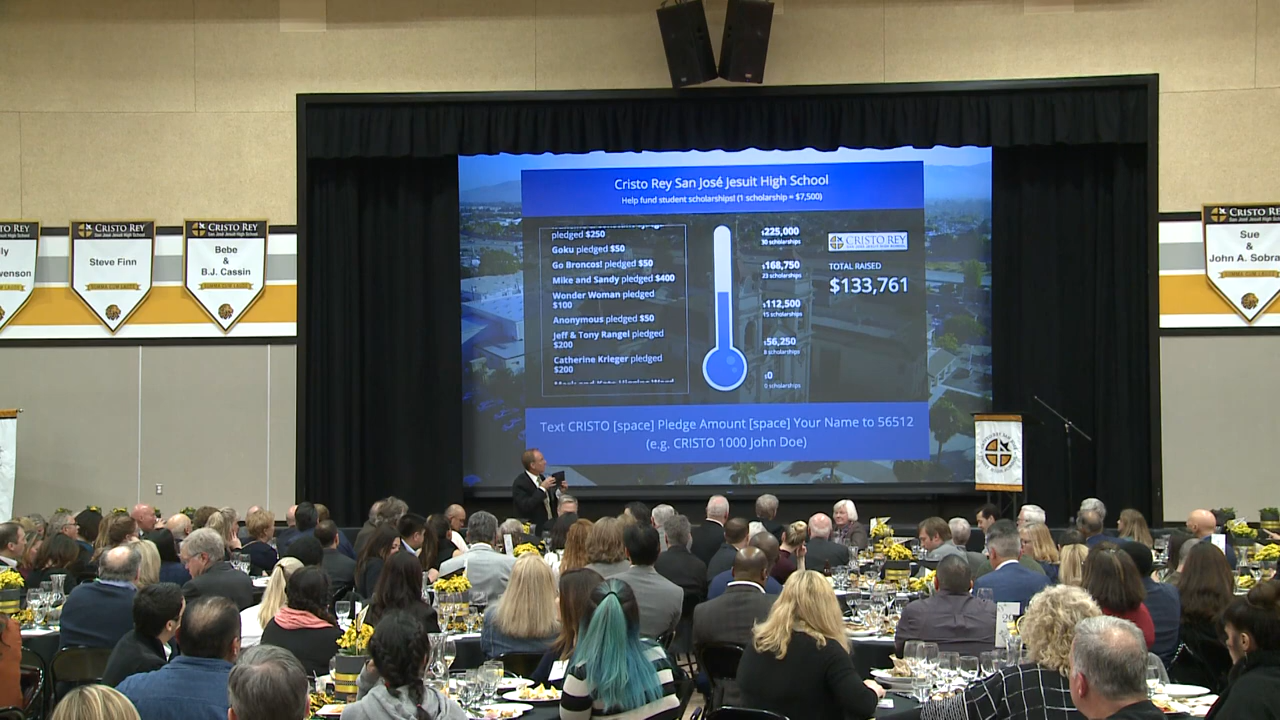 Cristo Rey San José Jesuit High School
Help fund student scholarships! (1 scholarship = $7,500)
pledged $250
Goku pledged $50
Go Broncos! pledged $50
Mike and Sandy pledged $400
Wonder Woman pledged
$100
Anonymous pledged $50
Jeff & Tony Rangel pledged
$200
Catherine Krieger pledged
$200
225,000
30 scholarships
168,750
23 scholarships
112,500
15 scholarships
56,250
8 scholarships
0
0 scholarships
CRISTO REY
TOTAL RAISED
$133,761
Text CRISTO [space] Pledge Amount [space] Your Name to 56512
(e.g. CRISTO 1000 John Doe)
REY
CRISTO REY
Steve Finn
CRISTO REY
Bebe
&
B.J. Cassin
CRISTO RE
Sue
&
John A. Sobra